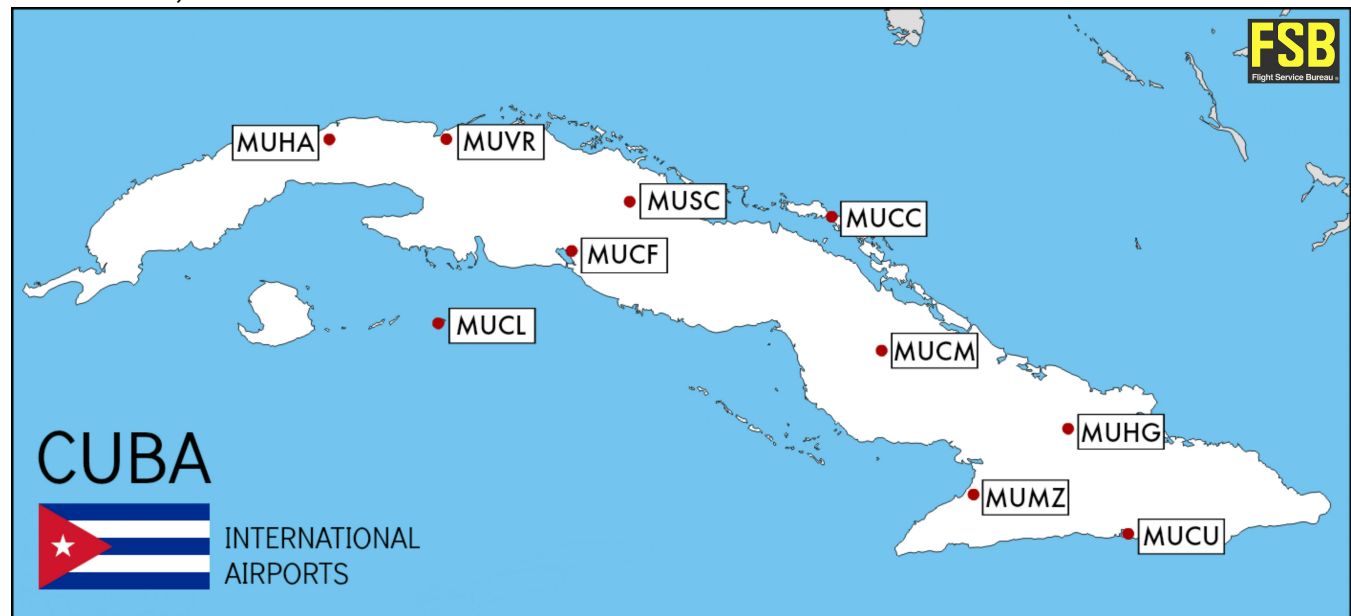 FSB
Flight Service Bureau
MUHA
MUVR
MUSC
MUCC
MUCF
MUCL
MUCM
MUHG
MUMZ
MUCU
CUBA
INTERNATIONAL
AIRPORTS